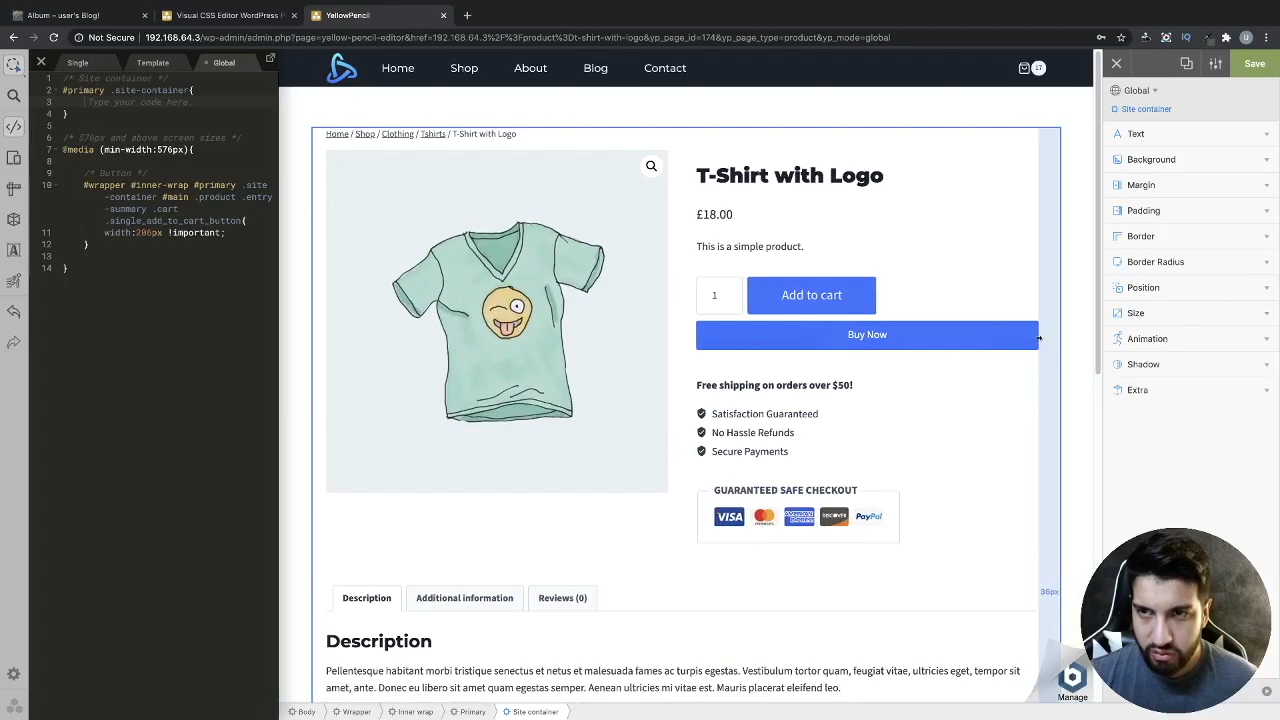 Album – user's Blog!
Visual CSS Editor WordPress P
YellowPencil
Not Secure
192.168.64.3/wp-admin/admin.php?page=yellow-pencil-editor&href=192.168.64.3%2F%3Fproduct%3Dt-shirt-with-logo&yp_page_id=174&yp_page_type=product&yp_mode=global
U
Single
Template
Global
1 /* Site container */
2 #primary .site-container{
3 Type your code here.
4 }
5
6 /* 576px and above screen sizes */
7 @media (min-width:576px){
8
9 /* Button */
10 #wrapper #inner-wrap #primary .site
-container #main .product .entry
-summary .cart
.single_add_to_cart_button{
11 width:206px !important;
12 }
13
14 }
Home
Shop
About
Blog
Contact
17
Home / Shop / Clothing / Tshirts / T-Shirt with Logo
T-Shirt with Logo
£18.00
This is a simple product.
1
Add to cart
Buy Now
Free shipping on orders over $50!
Satisfaction Guaranteed
No Hassle Refunds
Secure Payments
GUARANTEED SAFE CHECKOUT
VISA
AMERICAN EXPRESS
DISCOVER
PayPal
Description
Additional information
Reviews (0)
36px
Description
Pellentesque habitant morbi tristique senectus et netus et malesuada fames ac turpis egestas. Vestibulum tortor quam, feugiat vitae, ultricies eget, tempor sit
amet, ante. Donec eu libero sit amet quam egestas semper. Aenean ultricies mi vitae est. Mauris placerat eleifend leo.
Body
Wrapper
Inner wrap
Primary
Site container
Save
Global
Site container
Text
Background
Margin
Padding
Border
Border Radius
Position
Size
Animation
Shadow
Extra
Manage